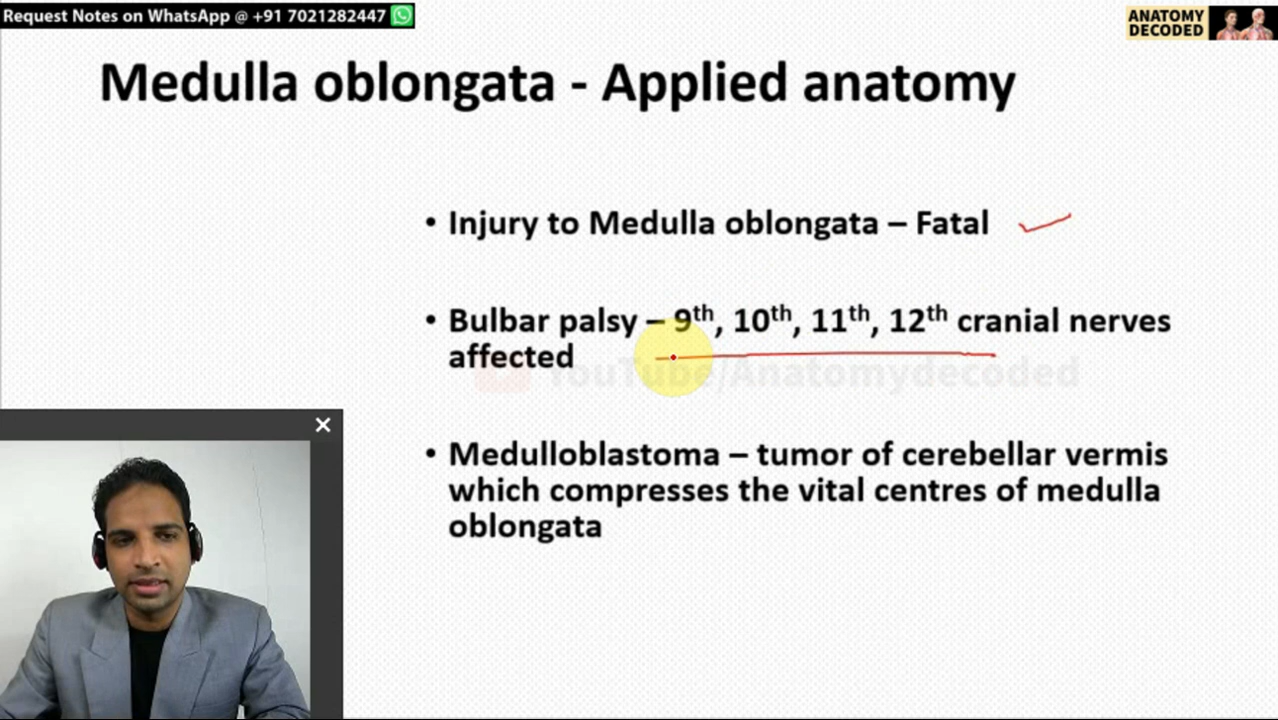 Request Notes on WhatsApp @ +91 7021282447
ANATOMY
DECODED
Medulla oblongata - Applied anatomy
• Injury to Medulla oblongata – Fatal
• Bulbar palsy – 9th, 10th, 11th, 12th cranial nerves
affected
YouTube/Anatomydecoded
• Medulloblastoma – tumor of cerebellar vermis
which compresses the vital centres of medulla
oblongata